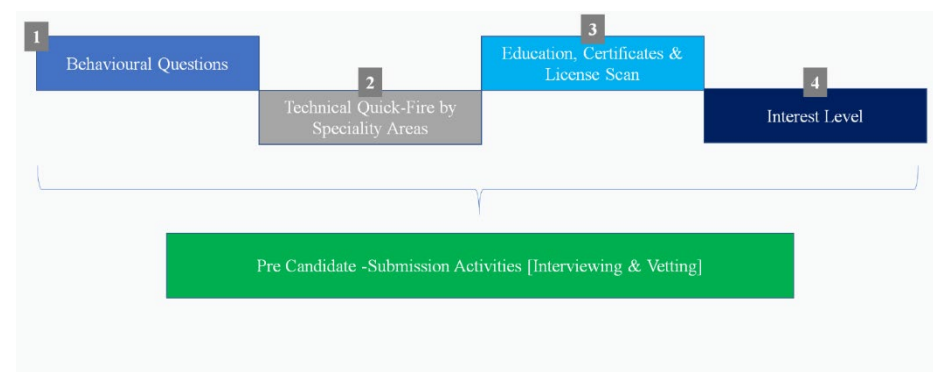 1
Behavioural Questions
2
Technical Quick-Fire by
Speciality Areas
3
Education, Certificates &
License Scan
4
Interest Level
Pre Candidate -Submission Activities [Interviewing & Vetting]